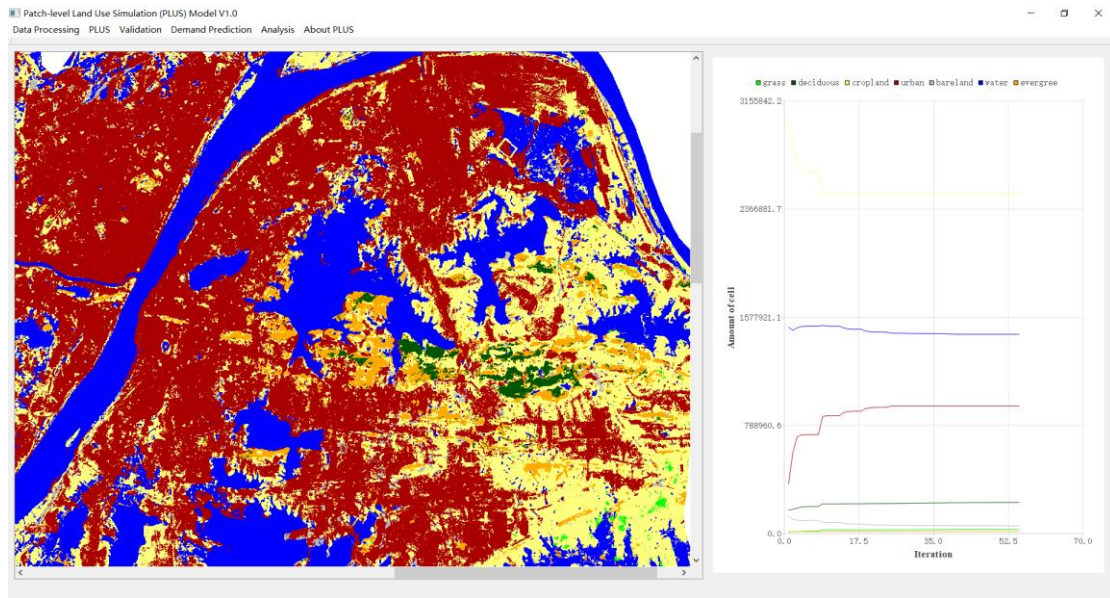 Patch-level Land Use Simulation (PLUS) Model V1.0
Data Processing PLUS Validation Demand Prediction Analysis About PLUS
grass deciduous cropland urban bareland water evergree
3155842.2
2366881.7
1577921.1
788960.6
0.0
Amount of cell
0.0 17.5 35.0 52.5 70.0
Iteration